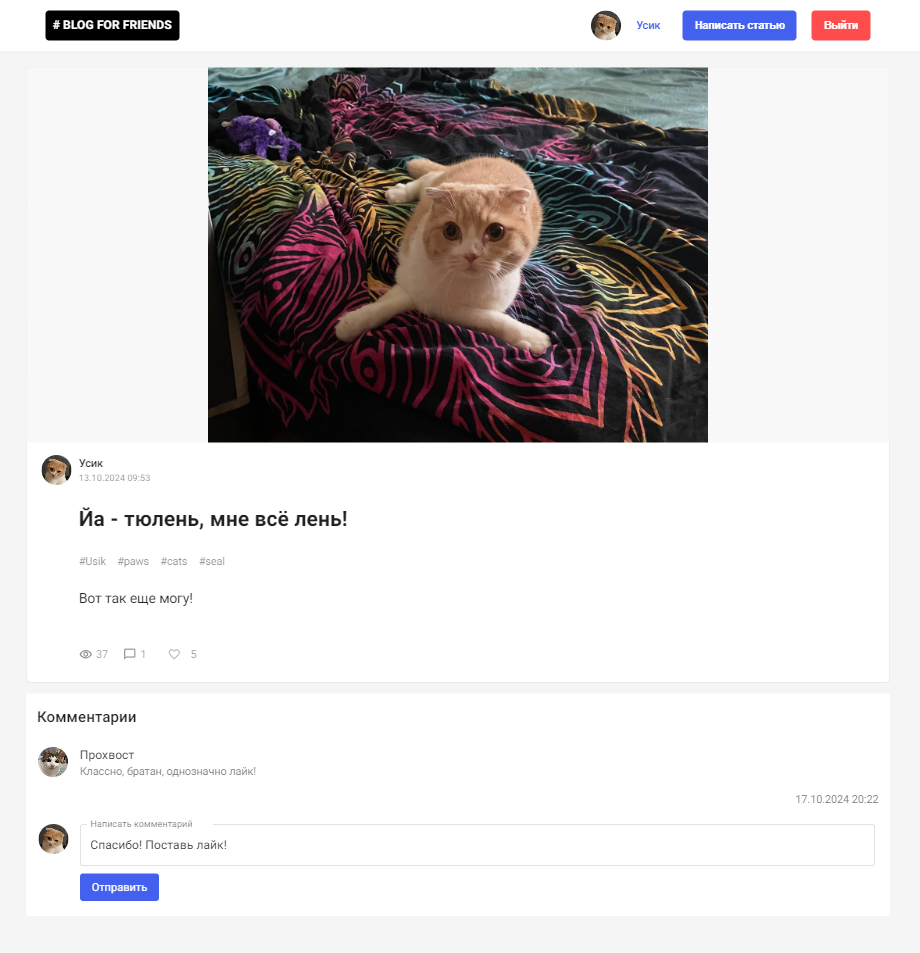 # BLOG FOR FRIENDS
Усик
Написать статью
Выйти
Усик
13.10.2024 09:53
Йа - тюлень, мне всё лень!
#Usik #paws #cats #seal
Вот так еще могу!
37 1 5
Комментарии
Прохвост
Классно, братан, однозначно лайк!
17.10.2024 20:22
Написать комментарий
Спасибо! Поставь лайк!
Отправить